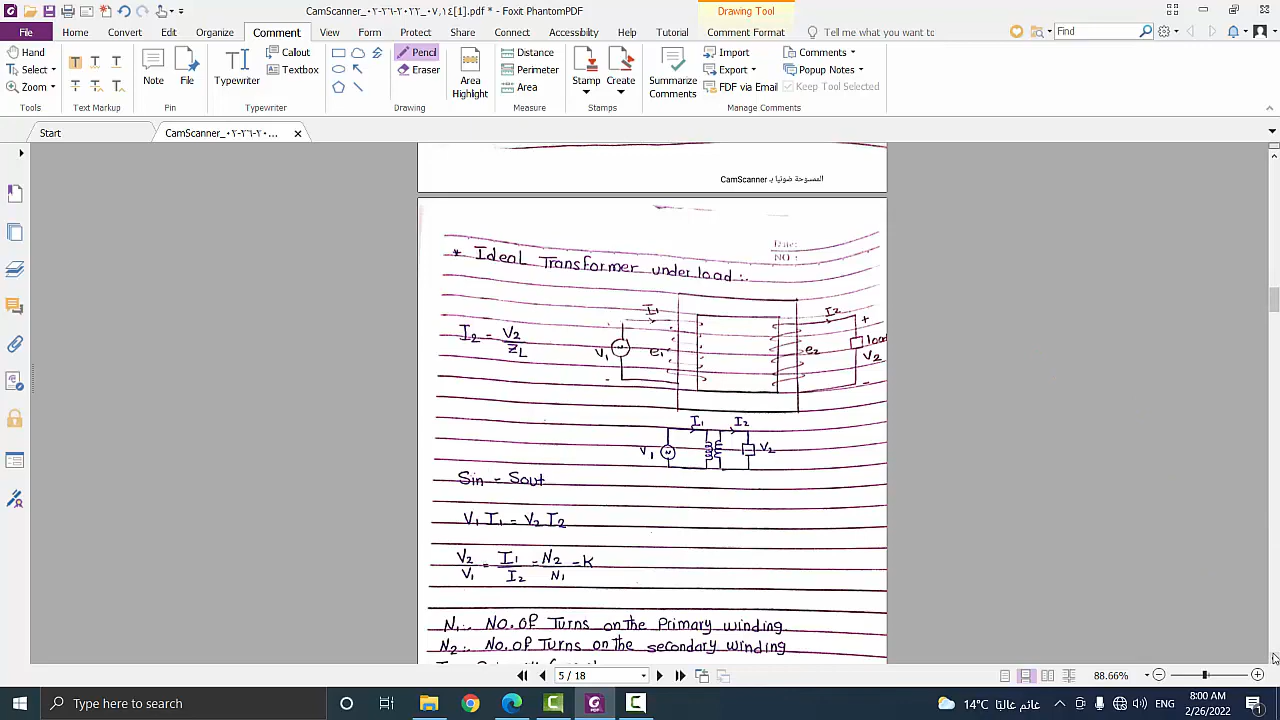 CamScanner_٠٢-٢٦-٢٠٢١_٠٧,١٤[1].pdf * - Foxit PhantomPDF
Drawing Tool
File Home Comment Edit Organize Convert Protect Share Connect Accessibility Help Tutorial View Form Comment Format
Tell me what you want to do... Find
Hand Select Zoom
Tools
Text Markup
Note File
Pin
Typewriter Callout Textbox
Typewriter
Pencil Eraser
Drawing
Area Highlight
Distance Perimeter Area
Measure
Stamp Create
Stamps
Summarize Comments
Import Export FDF via Email
Comments Popup Notes Keep Tool Selected
Manage Comments
Start
CamScanner
الممسوحة ضوئيا بـ CamScanner
Date:
NO :
* Ideal Transformer under load:.
I1
I2
+
I2 = V2/ZL
V1
e1
e2
load
V2
-
-
I1
I2
V1
V2
Sin = Sout
V1 I1 = V2 I2
V2/V1 = I1/I2 = N2/N1 = K
N1:. NO. OF Turns on the Primary winding
N2:. NO. OF Turns on the secondary winding
5 / 18
88.66%
Type here to search
14°C غائم غالبا
ENG
8:00 AM
2/26/2022